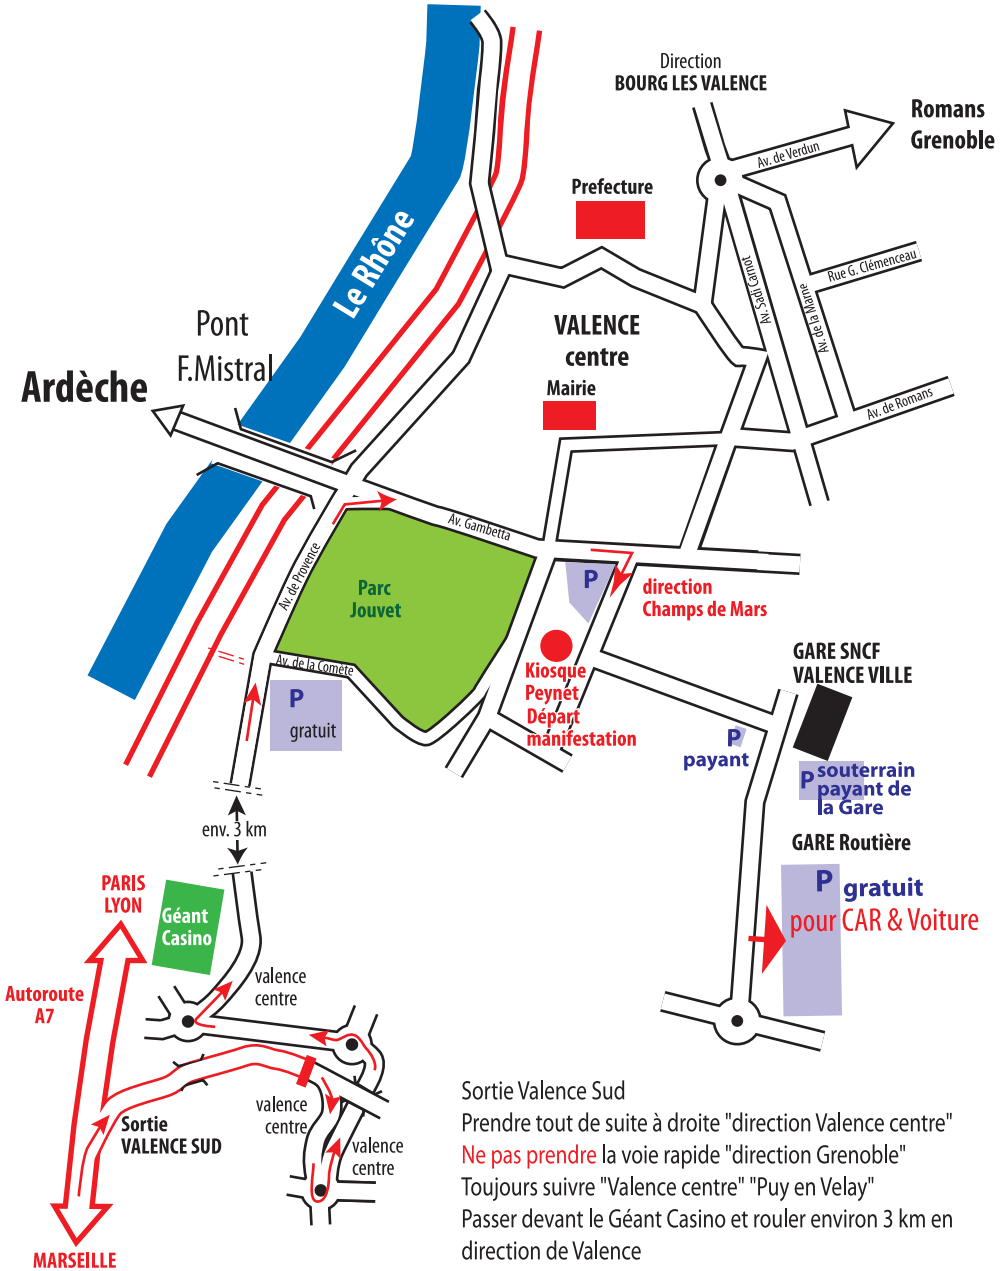 Direction
BOURG LES VALENCE
Romans
Grenoble
Av. de Verdun
Prefecture
Le Rhône
Rue G. Clémenceau
Av. Sadi Carnot
Av. de la Marne
Pont
F.Mistral
VALENCE
centre
Ardèche
Mairie
Av. de Romans
Av. Gambetta
Av. de Provence
Parc
Jouvet
P
direction
Champs de Mars
Av. de la Comète
Kiosque
Peynet
Départ
manifestation
GARE SNCF
VALENCE VILLE
P
gratuit
P
payant
P souterrain
payant de
la Gare
env. 3 km
GARE Routière
P gratuit
pour CAR & Voiture
PARIS
LYON
Géant
Casino
Autoroute
A7
valence
centre
Sortie
VALENCE SUD
valence
centre
valence
centre
MARSEILLE
Sortie Valence Sud
Prendre tout de suite à droite "direction Valence centre"
Ne pas prendre la voie rapide "direction Grenoble"
Toujours suivre "Valence centre" "Puy en Velay"
Passer devant le Géant Casino et rouler environ 3 km en
direction de Valence